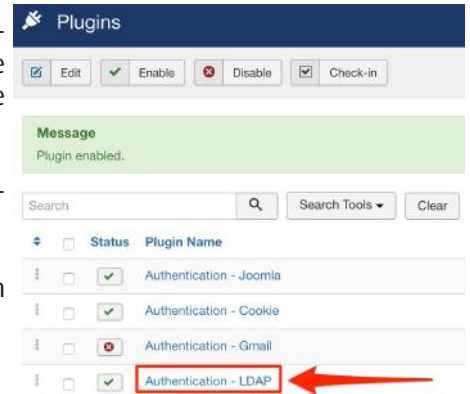 Plugins
Edit Enable Disable Check-in
Message
Plugin enabled.
Search Search Tools Clear
Status Plugin Name
Authentication - Joomla
Authentication - Cookie
Authentication - Gmail
Authentication - LDAP